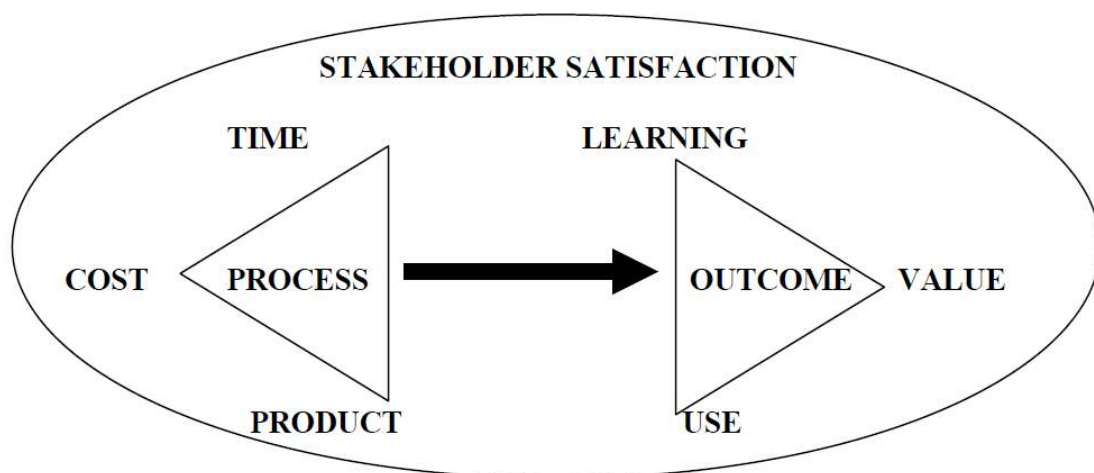 STAKEHOLDER SATISFACTION
TIME LEARNING
COST PROCESS OUTCOME VALUE
PRODUCT USE